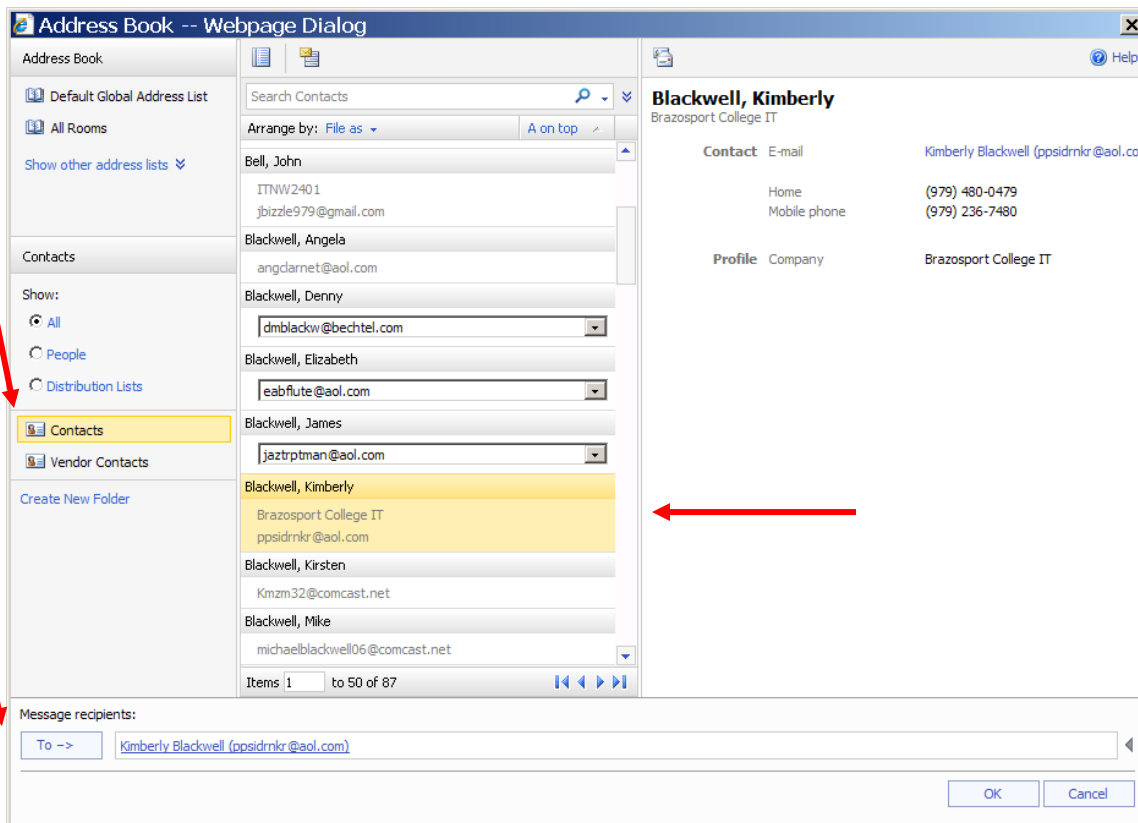 Address Book -- Webpage Dialog
Address Book
Default Global Address List
All Rooms
Show other address lists
Contacts
Show:
All
People
Distribution Lists
Contacts
Vendor Contacts
Create New Folder
Search Contacts
Arrange by: File as
A on top
Bell, John
ITNW2401
jbizzle979@gmail.com
Blackwell, Angela
angclarnet@aol.com
Blackwell, Denny
dmblackw@bechtel.com
Blackwell, Elizabeth
eabflute@aol.com
Blackwell, James
jaztrptman@aol.com
Blackwell, Kimberly
Brazosport College IT
ppsidrnkr@aol.com
Blackwell, Kirsten
Kmzm32@comcast.net
Blackwell, Mike
michaelblackwell06@comcast.net
Items 1 to 50 of 87
Help
Blackwell, Kimberly
Brazosport College IT
Contact E-mail Kimberly Blackwell (ppsidrnkr@aol.co
Home (979) 480-0479
Mobile phone (979) 236-7480
Profile Company Brazosport College IT
Message recipients:
To -> Kimberly Blackwell (ppsidrnkr@aol.com)
OK Cancel